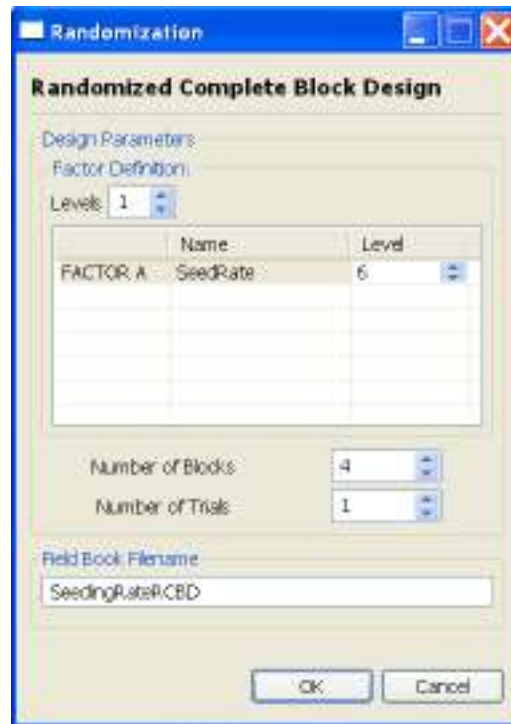 Randomization
Randomized Complete Block Design
Design Parameters
Factor Definition:
Levels 1
Name Level
FACTOR A SeedRate 6
Number of Blocks 4
Number of Trials 1
Field Book Filename
SeedingRateRCBD
OK Cancel